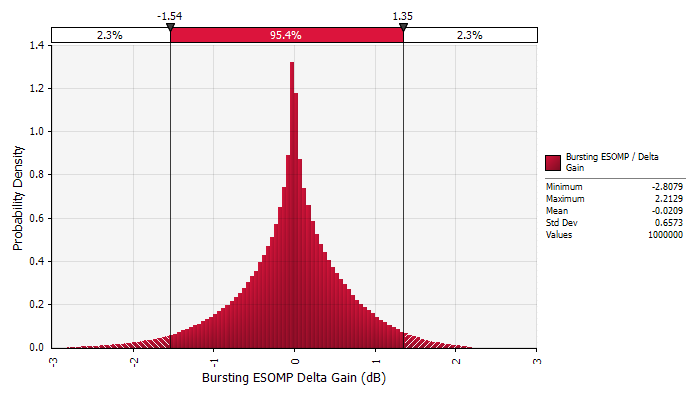 -1.54 1.35
2.3% 95.4% 2.3%
1.4
1.2
1.0
0.8
0.6
0.4
0.2
0.0
Probability Density
-3 -2 -1 0 1 2 3
Bursting ESOMP Delta Gain (dB)
Bursting ESOMP / Delta
Gain
Minimum -2.8079
Maximum 2.2129
Mean -0.0209
Std Dev 0.6573
Values 1000000